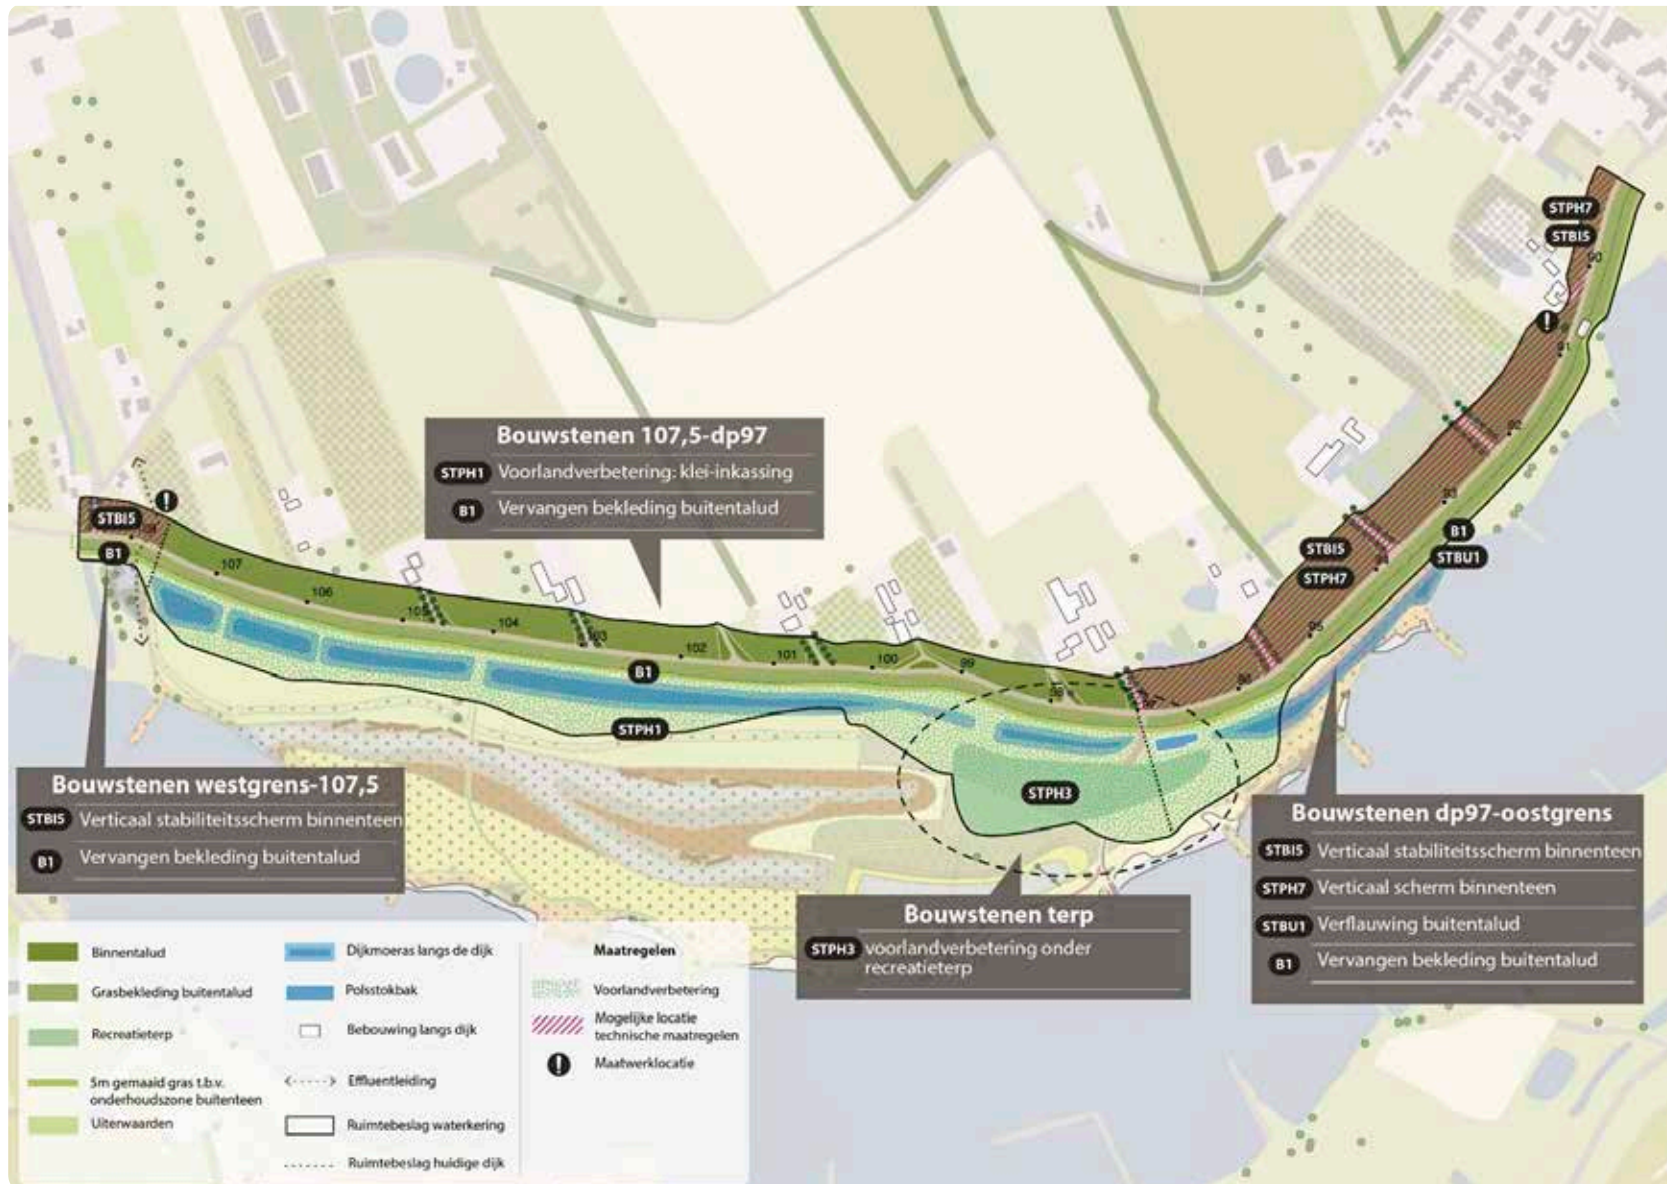 STPH7
STBI5
90
91
92
93
B1
STBU1
STBI5
STPH7
95
Bouwstenen 107,5-dp97
STPH1 Voorlandverbetering: klei-inkassing
B1 Vervangen bekleding buitentalud
STBI5
B1
107
106
105
104
103
102
101
100
99
98
97
B1
STPH1
STPH3
Bouwstenen westgrens-107,5
STBI5 Verticaal stabiliteitsscherm binnenteen
B1 Vervangen bekleding buitentalud
Bouwstenen terp
STPH3 voorlandverbetering onder
recreatieterp
Bouwstenen dp97-oostgrens
STBI5 Verticaal stabiliteitsscherm binnenteen
STPH7 Verticaal scherm binnenteen
STBU1 Verflauwing buitentalud
B1 Vervangen bekleding buitentalud
Binnentalud
Grasbekleding buitentalud
Recreatieterp
5m gemaaid gras t.b.v.
onderhoudszone buitenteen
Uiterwaarden
Dijkmoeras langs de dijk
Polsstokbak
Bebouwing langs dijk
Effluentleiding
Ruimtebeslag waterkering
Ruimtebeslag huidige dijk
Maatregelen
Voorlandverbetering
Mogelijke locatie
technische maatregelen
Maatwerklocatie